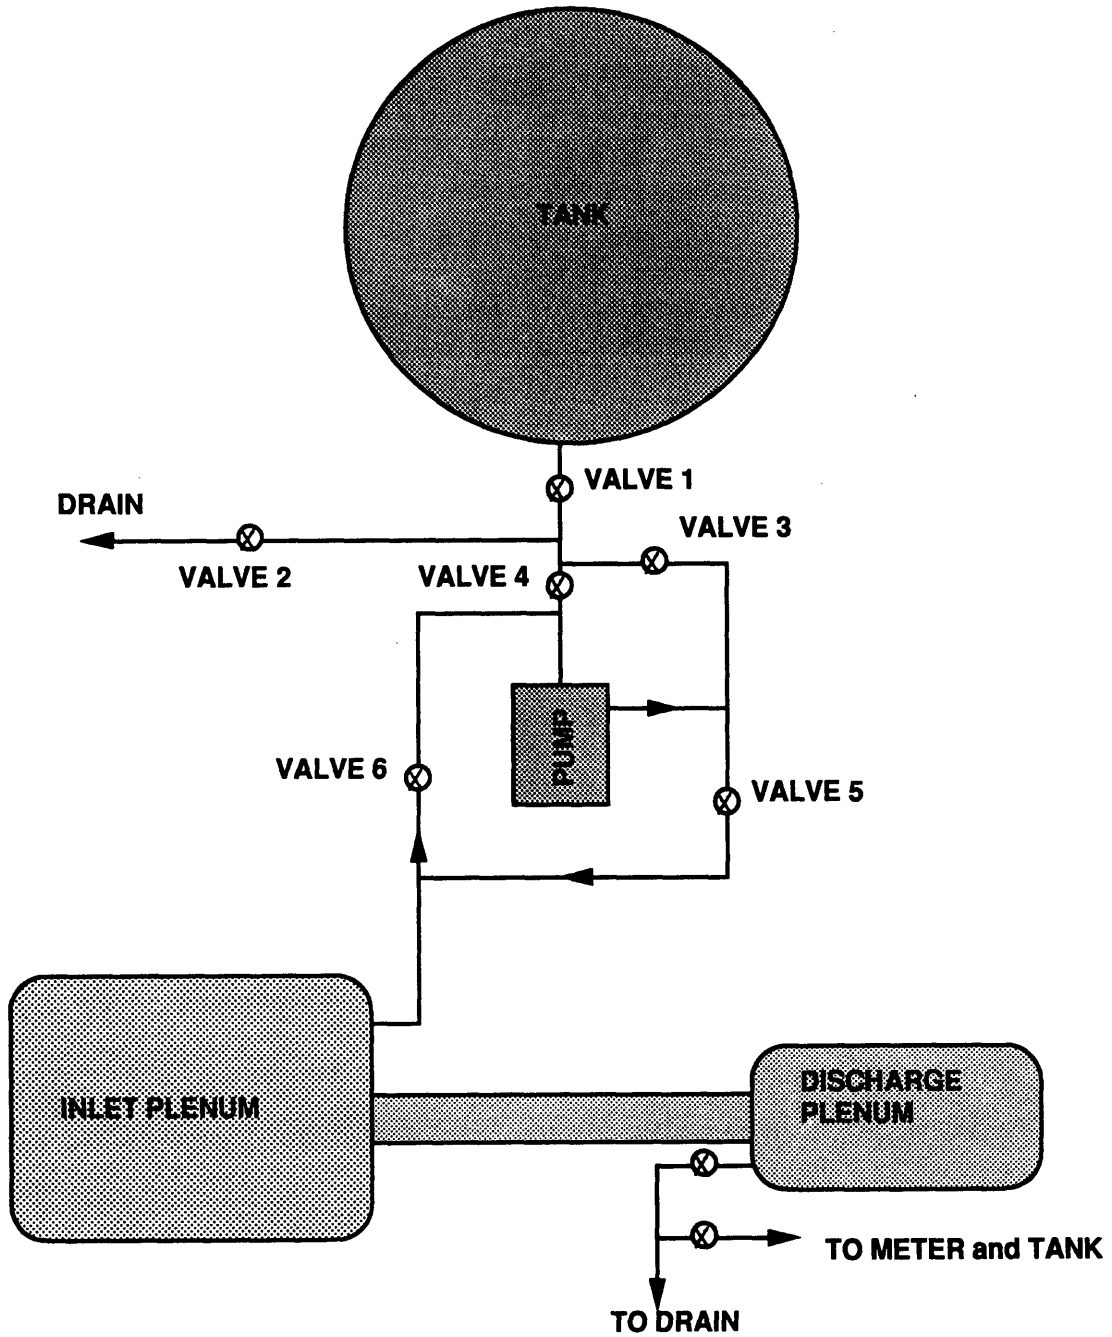 TANK
VALVE 1
DRAIN
VALVE 3
VALVE 2
VALVE 4
PUMP
VALVE 6
VALVE 5
INLET PLENUM
DISCHARGE
PLENUM
TO METER and TANK
TO DRAIN